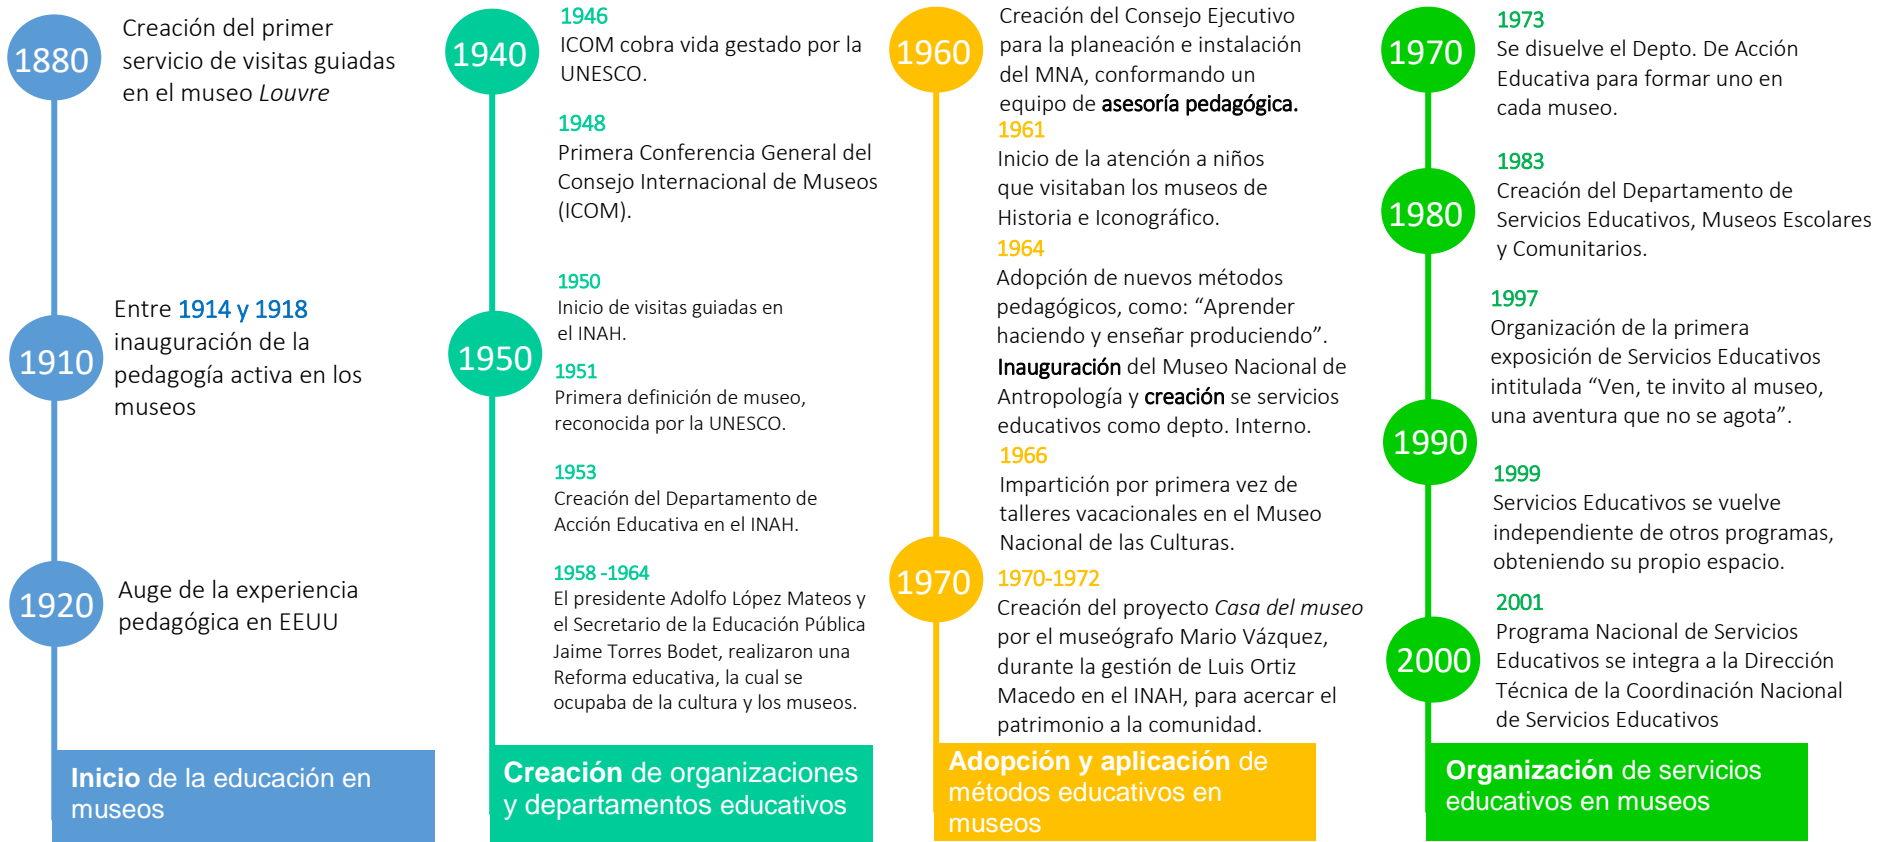 1880
Creación del primer
servicio de visitas guiadas
en el museo Louvre
1910
Entre 1914 y 1918
inauguración de la
pedagogía activa en los
museos
1920
Auge de la experiencia
pedagógica en EEUU
Inicio de la educación en
museos
1940
1946
ICOM cobra vida gestado por la
UNESCO.
1948
Primera Conferencia General del
Consejo Internacional de Museos
(ICOM).
1950
1950
Inicio de visitas guiadas en
el INAH.
1951
Primera definición de museo,
reconocida por la UNESCO.
1953
Creación del Departamento de
Acción Educativa en el INAH.
1958 -1964
El presidente Adolfo López Mateos y
el Secretario de la Educación Pública
Jaime Torres Bodet, realizaron una
Reforma educativa, la cual se
ocupaba de la cultura y los museos.
Creación de organizaciones
y departamentos educativos
1960
Creación del Consejo Ejecutivo
para la planeación e instalación
del MNA, conformando un
equipo de asesoría pedagógica.
1961
Inicio de la atención a niños
que visitaban los museos de
Historia e Iconográfico.
1964
Adopción de nuevos métodos
pedagógicos, como: “Aprender
haciendo y enseñar produciendo”.
Inauguración del Museo Nacional de
Antropología y creación se servicios
educativos como depto. Interno.
1966
Impartición por primera vez de
talleres vacacionales en el Museo
Nacional de las Culturas.
1970
1970-1972
Creación del proyecto Casa del museo
por el museógrafo Mario Vázquez,
durante la gestión de Luis Ortiz
Macedo en el INAH, para acercar el
patrimonio a la comunidad.
Adopción y aplicación de
métodos educativos en
museos
1970
1973
Se disuelve el Depto. De Acción
Educativa para formar uno en
cada museo.
1980
1983
Creación del Departamento de
Servicios Educativos, Museos Escolares
y Comunitarios.
1990
1997
Organización de la primera
exposición de Servicios Educativos
intitulada “Ven, te invito al museo,
una aventura que no se agota”.
1999
Servicios Educativos se vuelve
independiente de otros programas,
obteniendo su propio espacio.
2000
2001
Programa Nacional de Servicios
Educativos se integra a la Dirección
Técnica de la Coordinación Nacional
de Servicios Educativos
Organización de servicios
educativos en museos